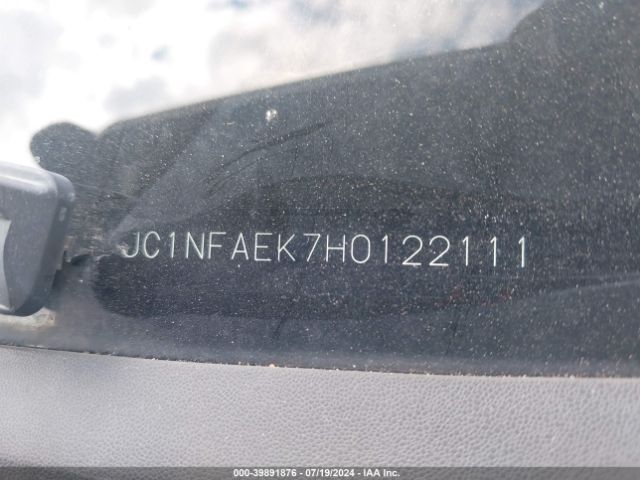 JC1NFAEK7H0122111
000-39891876 / 07/19/2024 - IAA Inc.